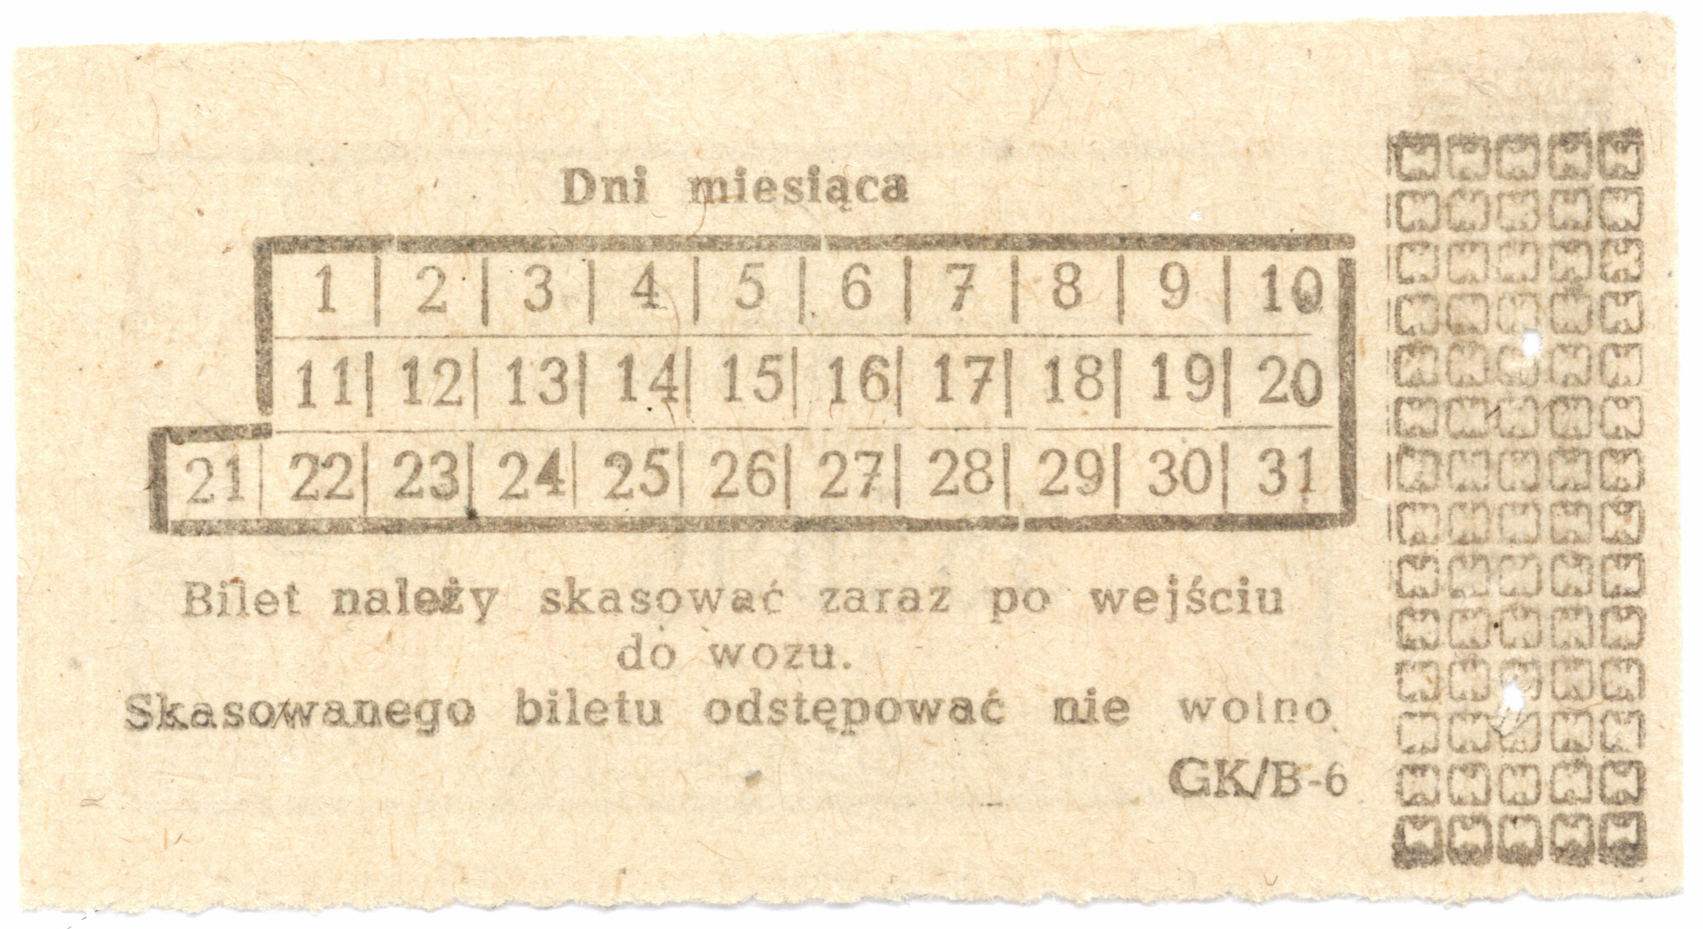 Dni miesiąca
1 | 2 | 3 | 4 | 5 | 6 | 7 | 8 | 9 | 10
11 | 12 | 13 | 14 | 15 | 16 | 17 | 18 | 19 | 20
21 | 22 | 23 | 24 | 25 | 26 | 27 | 28 | 29 | 30 | 31
Bilet należy skasować zaraz po wejściu
do wozu.
Skasowanego biletu odstępować nie wolno
GK/B-6